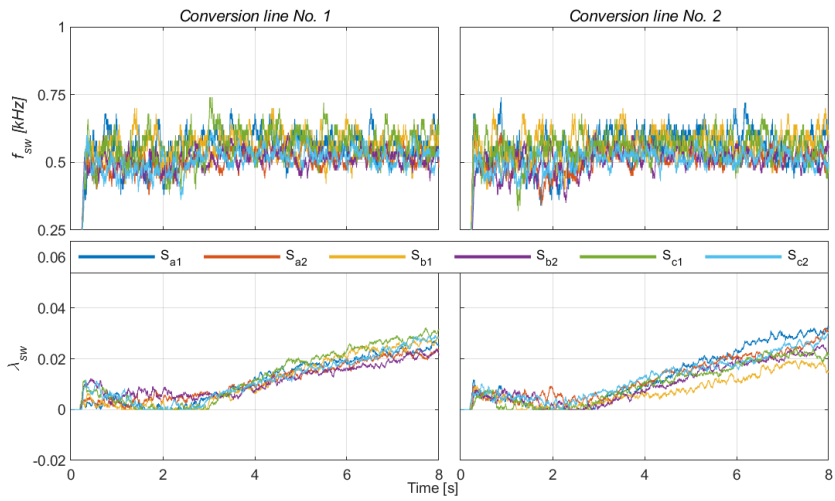 Conversion line No. 1
Conversion line No. 2
f_sw [kHz]
1
0.75
0.5
0.25
S_a1 S_a2 S_b1 S_b2 S_c1 S_c2
λ_sw
0.06
0.04
0.02
0
-0.02
0 2 4 6 8 0 2 4 6 8
Time [s]